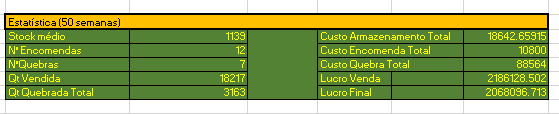 Estatística (50 semanas)
Stock médio 1139 Custo Armazenamento Total 18642.65915
Nº Encomendas 12 Custo Encomenda Total 10800
NºQuebras 7 Custo Quebra Total 88564
Qt Vendida 18217 Lucro Venda 2186128.502
Qt Quebrada Total 3163 Lucro Final 2068036.713